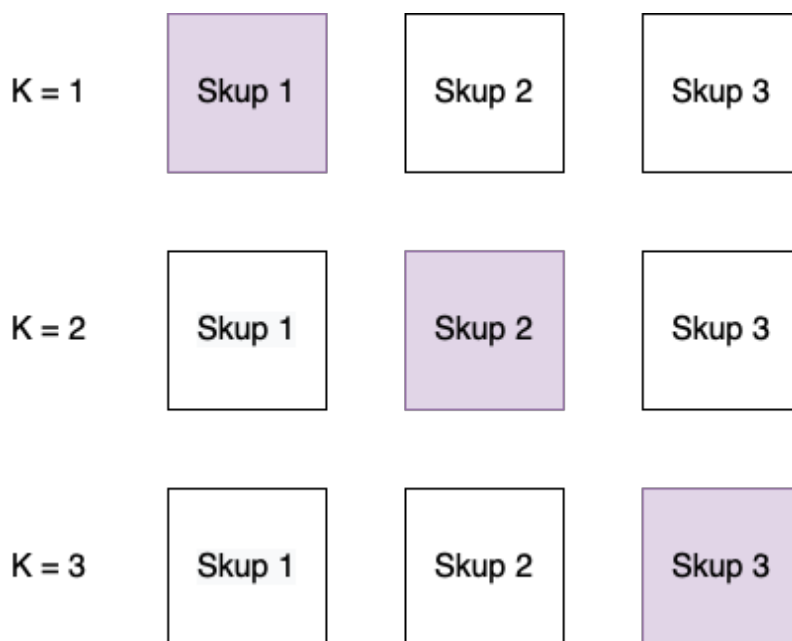 K = 1 Skup 1 Skup 2 Skup 3
K = 2 Skup 1 Skup 2 Skup 3
K = 3 Skup 1 Skup 2 Skup 3